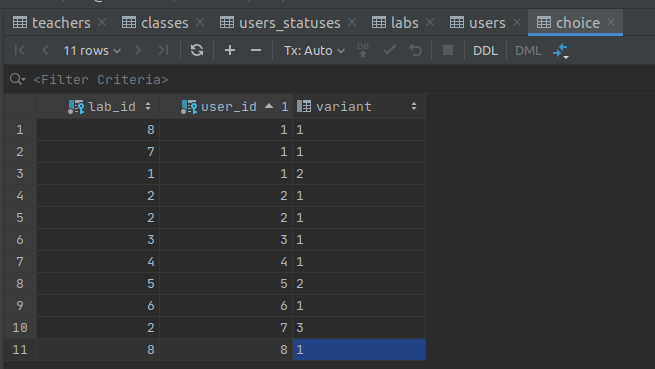 teachers classes users_statuses labs users choice
11 rows Tx: Auto DB DDL DML
<Filter Criteria>
lab_id user_id 1 variant
1 8 1 1
2 7 1 1
3 1 1 2
4 2 2 1
5 2 2 1
6 3 3 1
7 4 4 1
8 5 5 2
9 6 6 1
10 2 7 3
11 8 8 1